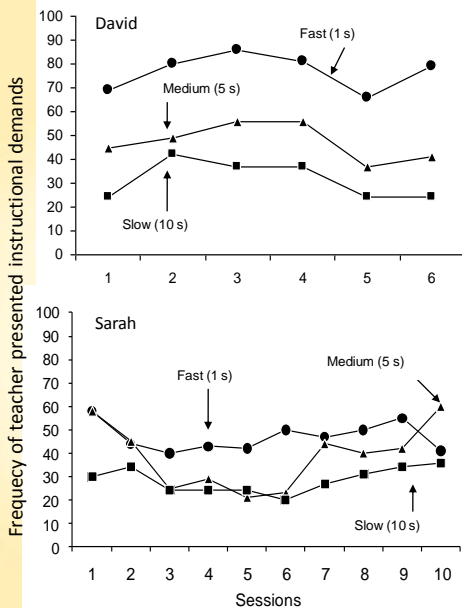 Frequecy of teacher presented instructional demands
David
100
90
80
70
60
50
40
30
20
10
0
Fast (1 s)
Medium (5 s)
Slow (10 s)
1 2 3 4 5 6
Sarah
100
90
80
70
60
50
40
30
20
10
0
Fast (1 s)
Medium (5 s)
Slow (10 s)
1 2 3 4 5 6 7 8 9 10
Sessions